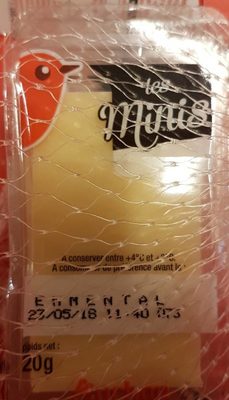 les
Minis
A conserver entre +4°C et +8°C.
A consommer de préférence avant le :
EMMENTAL
23/05/18 11:40 073
poids net :
20g